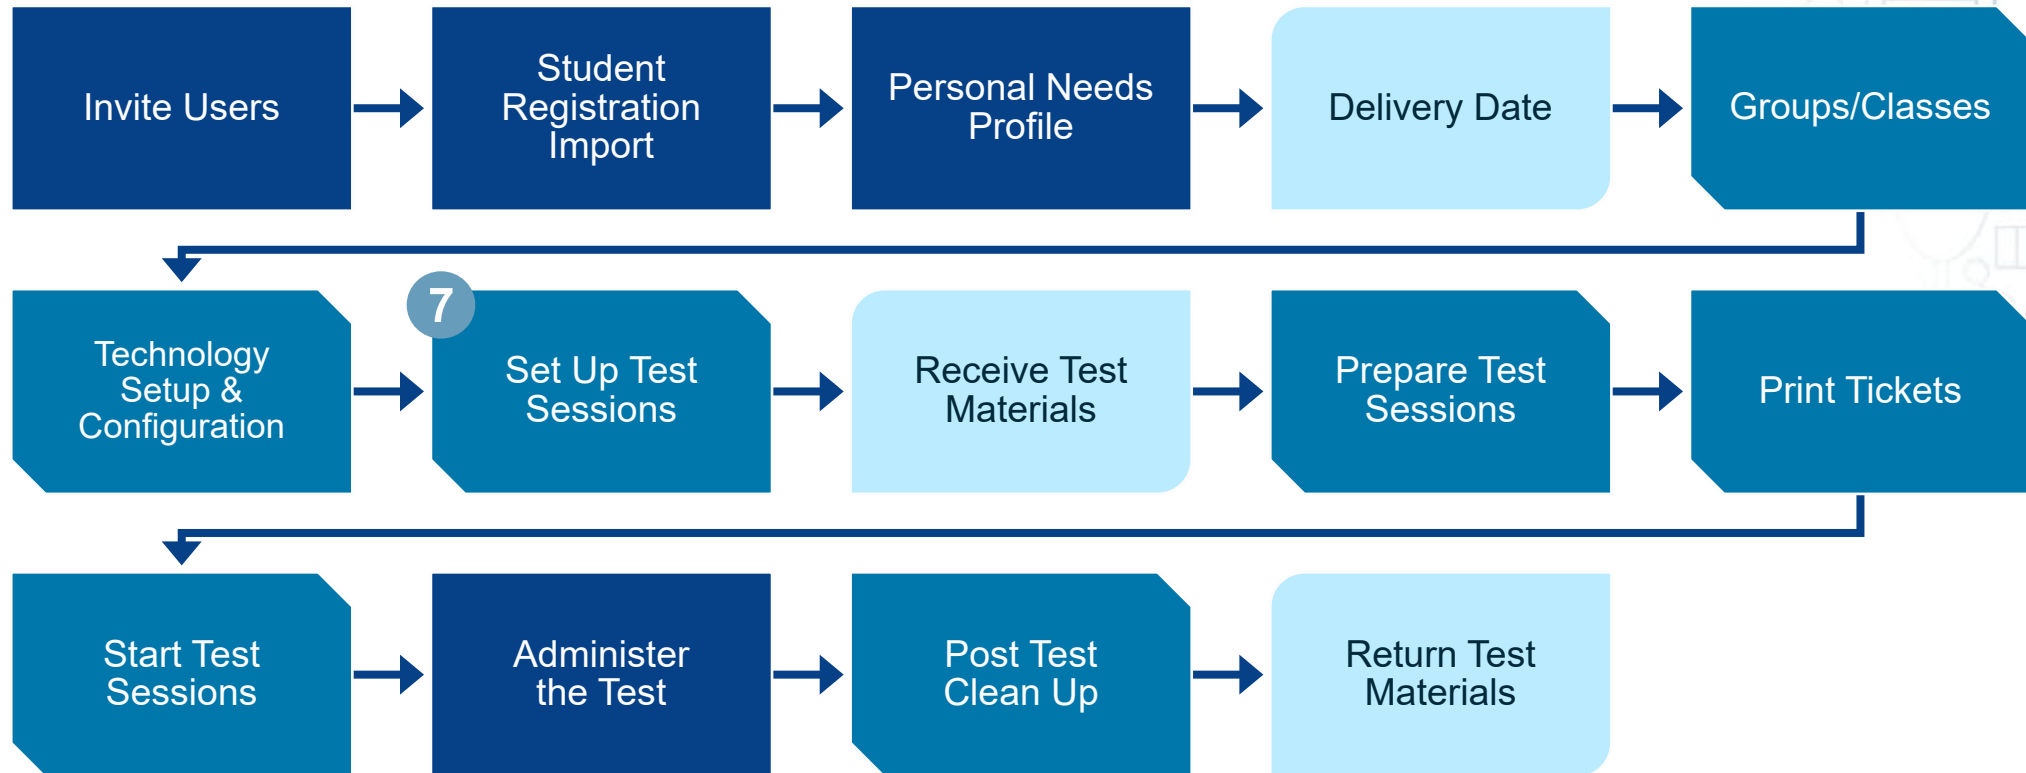 Invite Users
Student
Registration
Import
Personal Needs
Profile
Delivery Date
Groups/Classes
Technology
Setup &
Configuration
7
Set Up Test
Sessions
Receive Test
Materials
Prepare Test
Sessions
Print Tickets
Start Test
Sessions
Administer
the Test
Post Test
Clean Up
Return Test
Materials